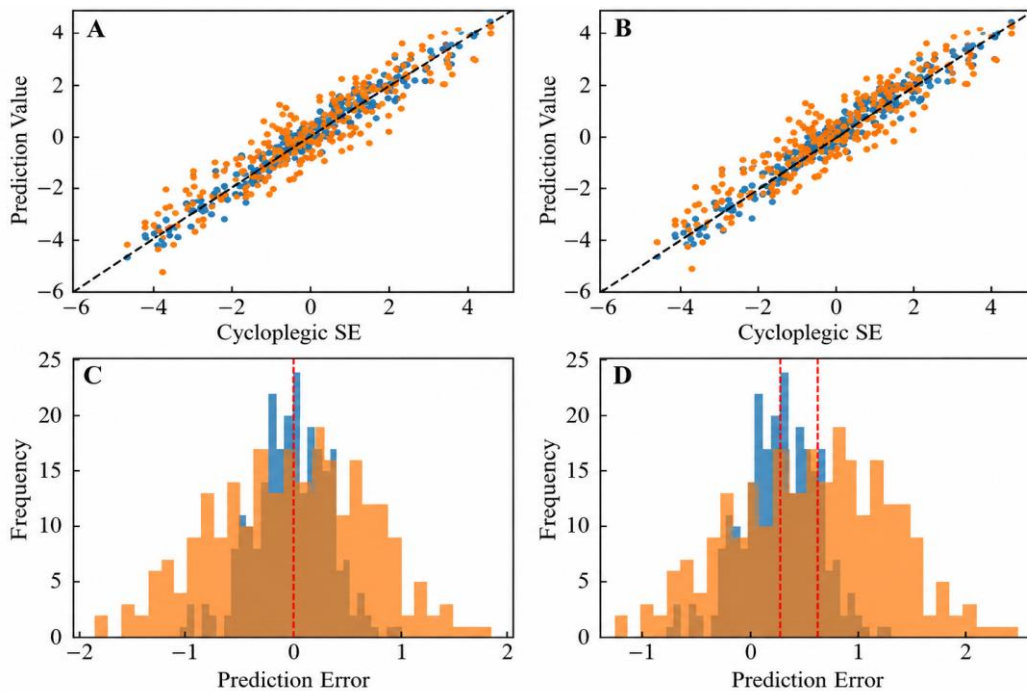 A
4
2
0
−2
−4
−6
Prediction Value
−6 −4 −2 0 2 4
Cycloplegic SE
B
4
2
0
−2
−4
−6
Prediction Value
−6 −4 −2 0 2 4
Cycloplegic SE
C
25
20
15
10
5
0
Frequency
−2 −1 0 1 2
Prediction Error
D
25
20
15
10
5
0
Frequency
−1 0 1 2
Prediction Error